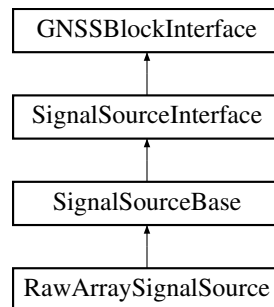 GNSSBlockInterface
SignalSourceInterface
SignalSourceBase
RawArraySignalSource